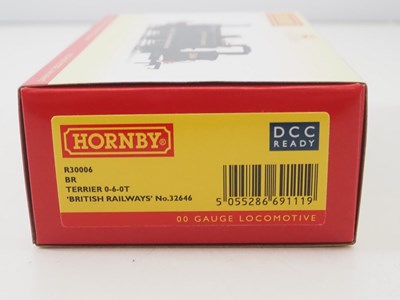 HORNBY®
DCC
READY
R30006
BR
TERRIER 0-6-0T
'BRITISH RAILWAYS' No.32646
5 055286 691119
00 GAUGE LOCOMOTIVE